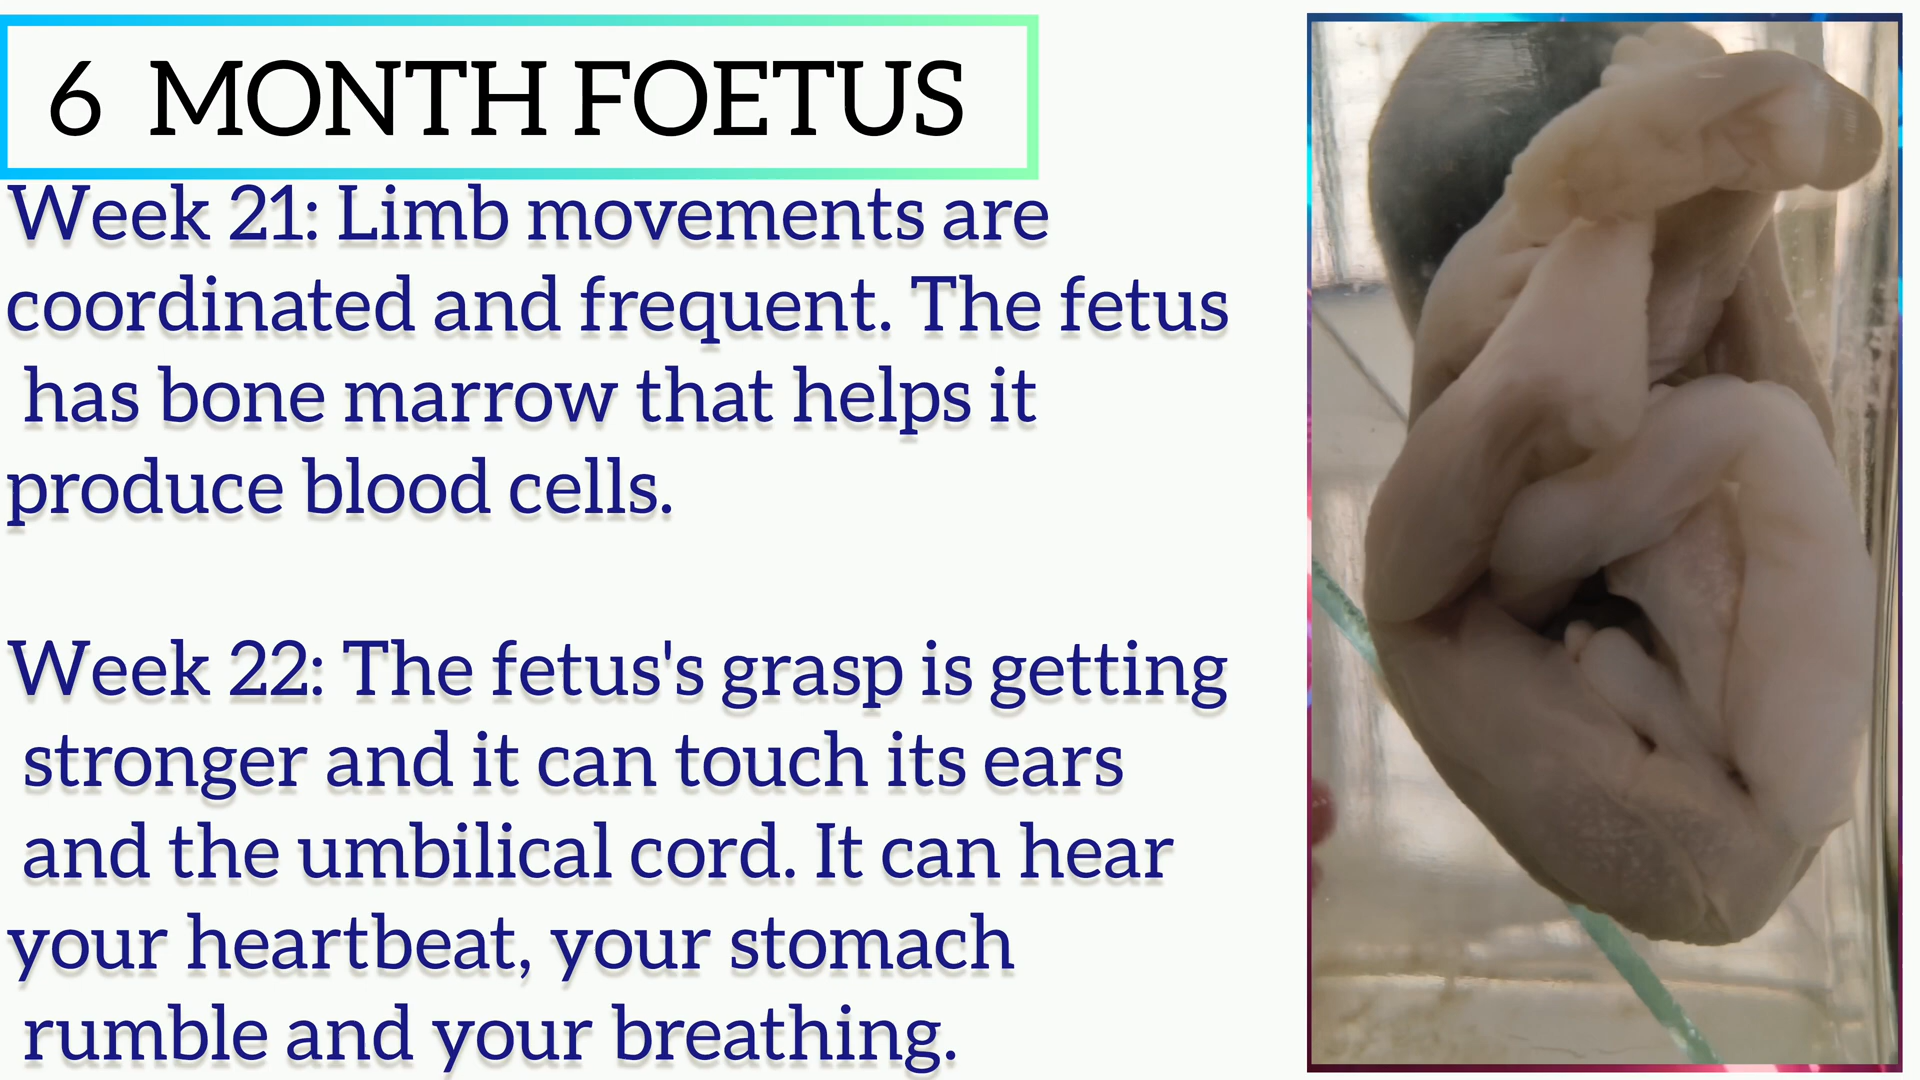 6 MONTH FOETUS
Week 21: Limb movements are
coordinated and frequent. The fetus
has bone marrow that helps it
produce blood cells.
Week 22: The fetus's grasp is getting
stronger and it can touch its ears
and the umbilical cord. It can hear
your heartbeat, your stomach
rumble and your breathing.